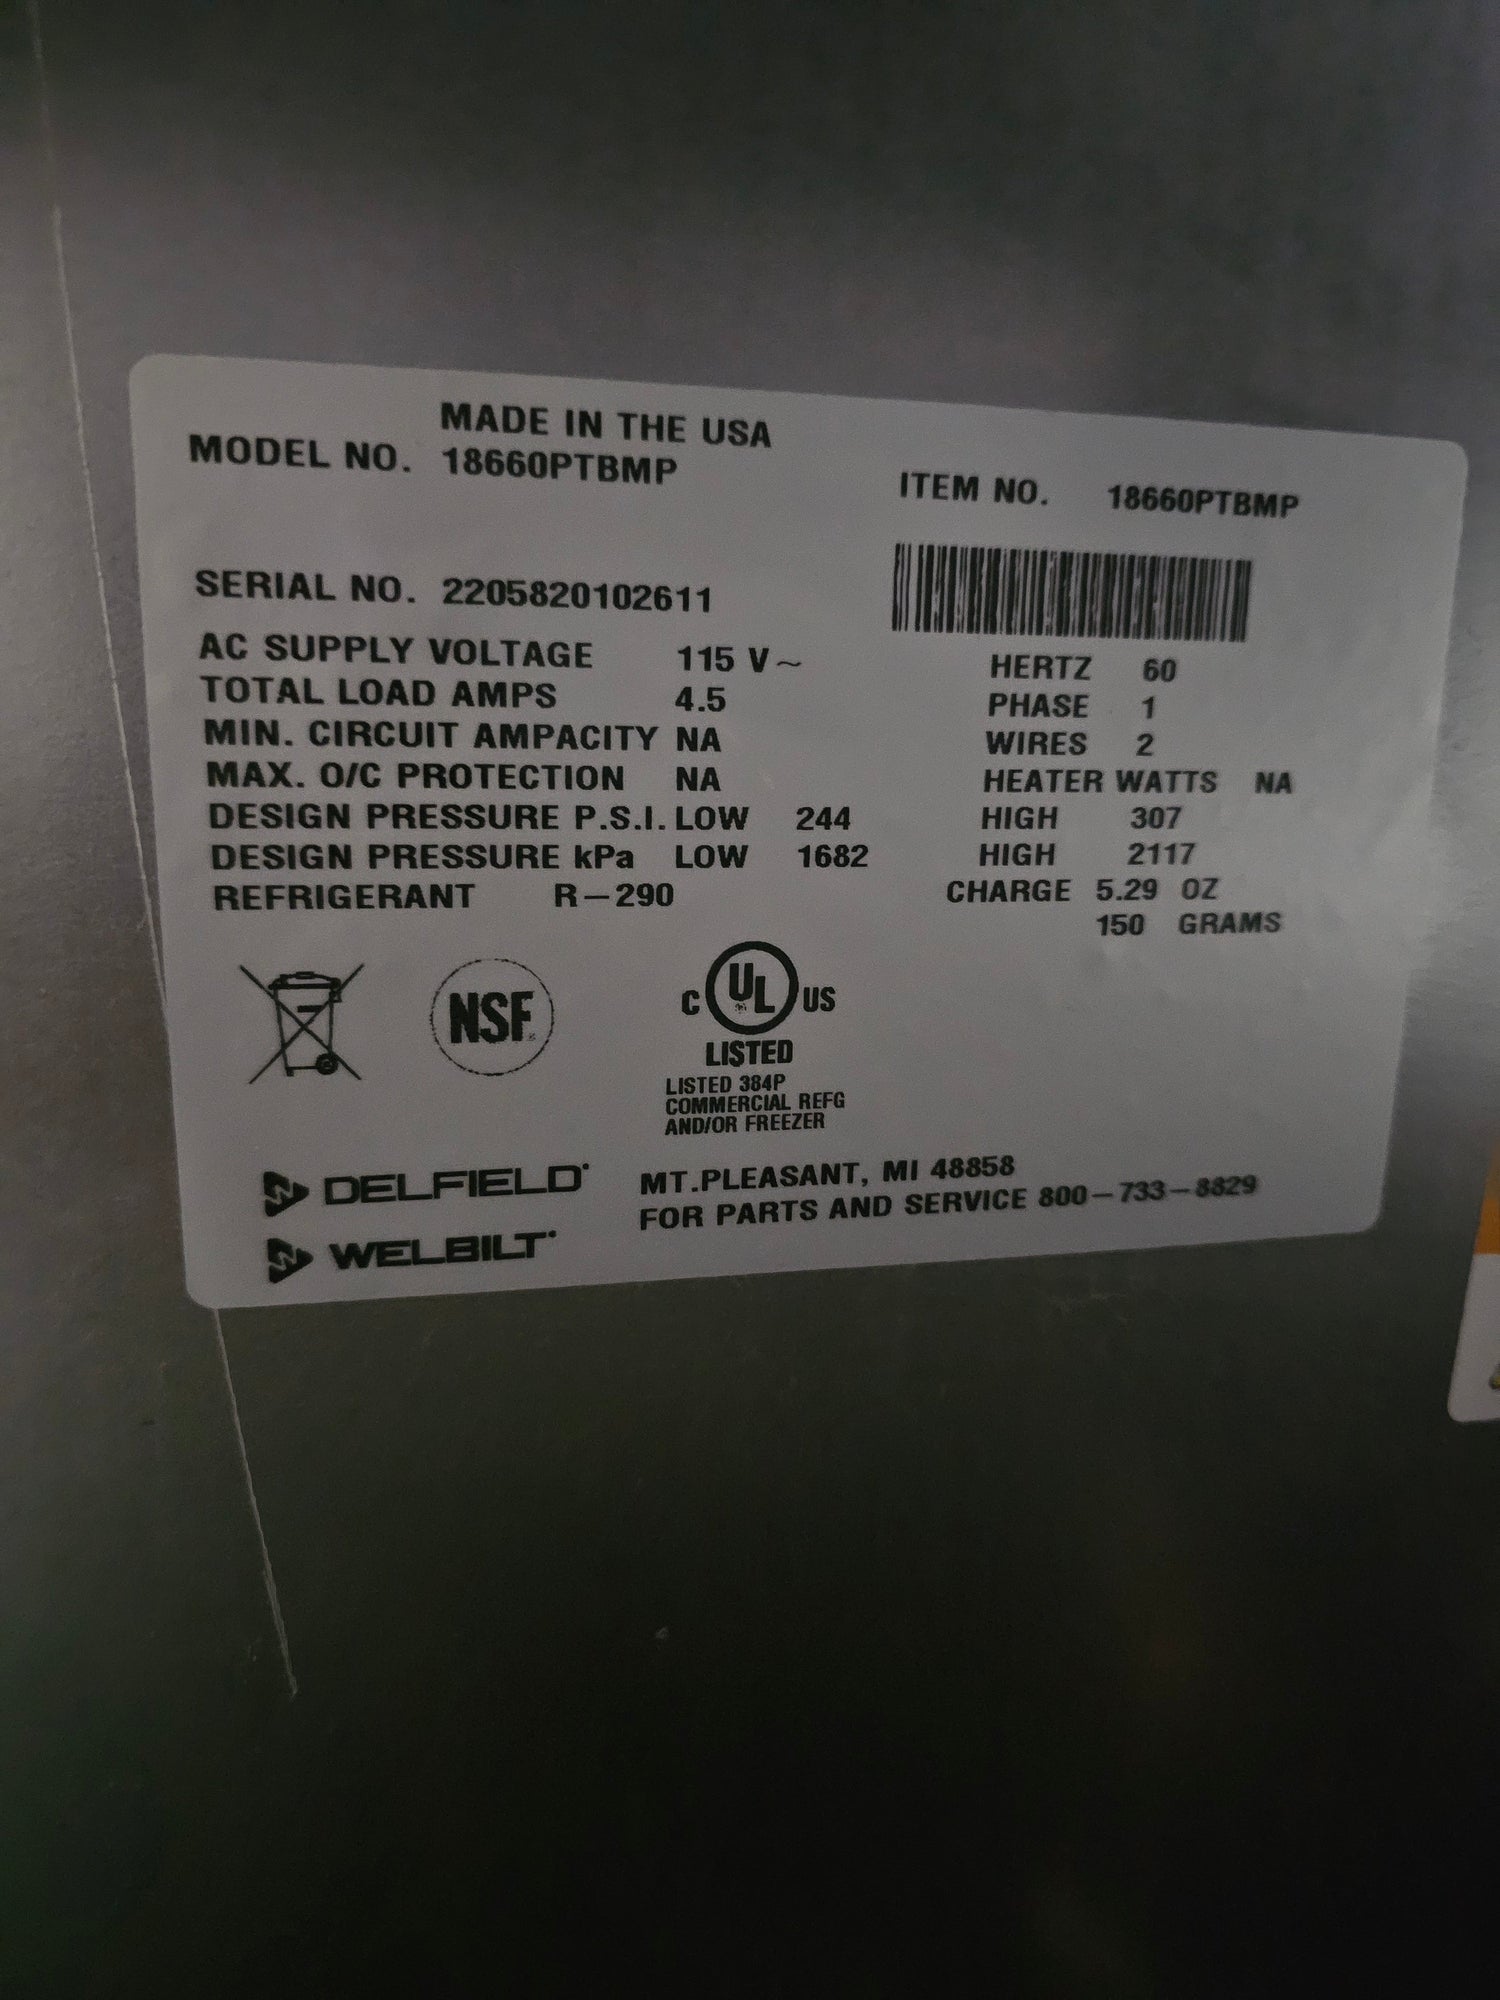 MADE IN THE USA
MODEL NO. 18660PTBMP
ITEM NO. 18660PTBMP
SERIAL NO. 2205820102611
AC SUPPLY VOLTAGE 115 V~ HERTZ 60
TOTAL LOAD AMPS 4.5 PHASE 1
MIN. CIRCUIT AMPACITY NA WIRES 2
MAX. O/C PROTECTION NA HEATER WATTS NA
DESIGN PRESSURE P.S.I. LOW 244 HIGH 307
DESIGN PRESSURE kPa LOW 1682 HIGH 2117
REFRIGERANT R-290 CHARGE 5.29 OZ
150 GRAMS
NSF
C UL US
LISTED
LISTED 384P
COMMERCIAL REFG
AND/OR FREEZER
DELFIELD
WELBILT
MT.PLEASANT, MI 48858
FOR PARTS AND SERVICE 800-733-8829